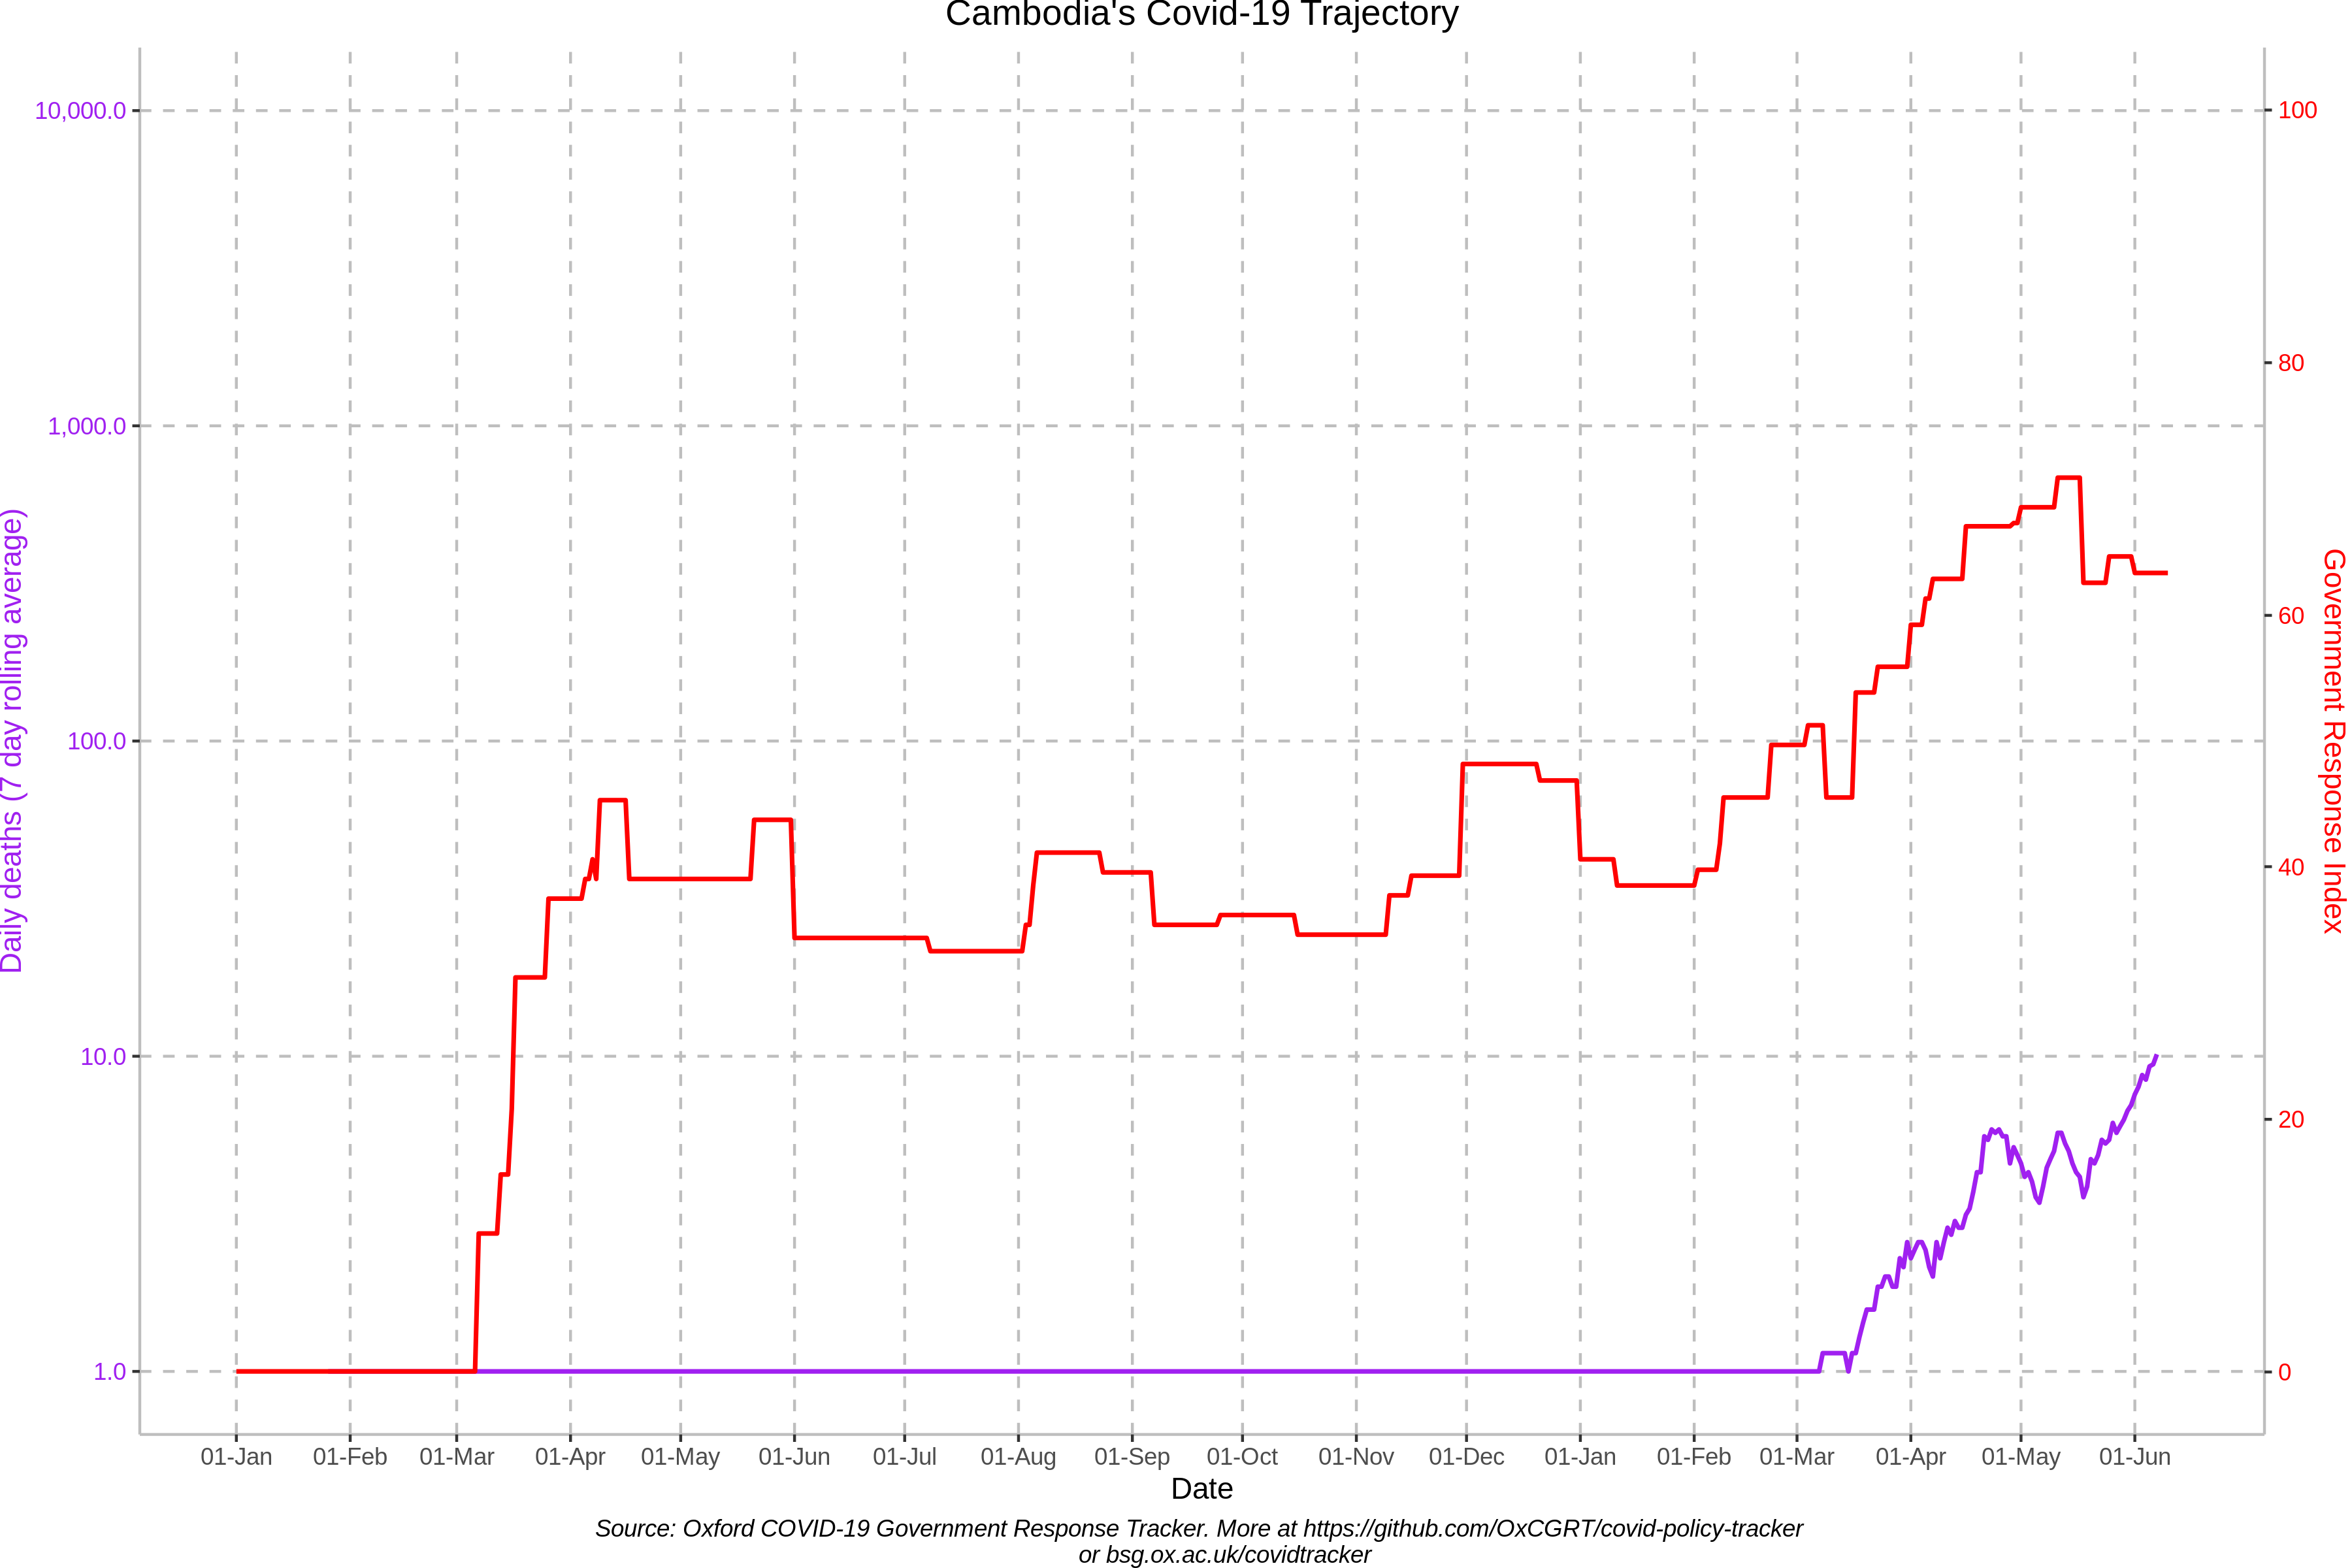 Cambodia's Covid-19 Trajectory
10,000.0
1,000.0
100.0
10.0
1.0
Daily deaths (7 day rolling average)
100
80
60
40
20
0
Government Response Index
01-Jan 01-Feb 01-Mar 01-Apr 01-May 01-Jun 01-Jul 01-Aug 01-Sep 01-Oct 01-Nov 01-Dec 01-Jan 01-Feb 01-Mar 01-Apr 01-May 01-Jun
Date
Source: Oxford COVID-19 Government Response Tracker. More at https://github.com/OxCGRT/covid-policy-tracker
or bsg.ox.ac.uk/covidtracker